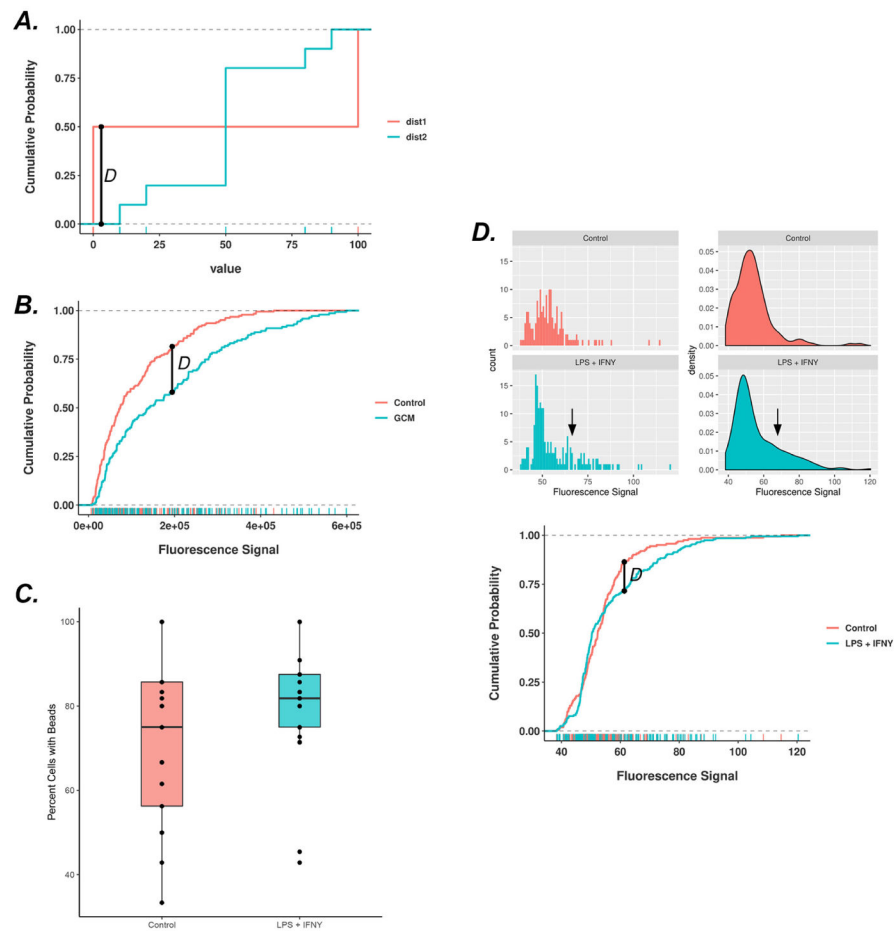 A.
1.00
0.75
0.50
0.25
0.00
Cumulative Probability
D
dist1
dist2
0
25
50
75
100
value
B.
1.00
0.75
0.50
0.25
0.00
Cumulative Probability
D
Control
GCM
0e+00
2e+05
4e+05
6e+05
Fluorescence Signal
C.
100
80
60
40
Percent Cells with Beads
Control
LPS + IFNY
D.
Control
15
10
5
0
LPS + IFNY
15
10
5
0
count
50
75
100
Fluorescence Signal
Control
0.05
0.04
0.03
0.02
0.01
0.00
LPS + IFNY
0.05
0.04
0.03
0.02
0.01
0.00
density
40
60
80
100
120
Fluorescence Signal
1.00
0.75
0.50
0.25
0.00
Cumulative Probability
D
Control
LPS + IFNY
40
60
80
100
120
Fluorescence Signal